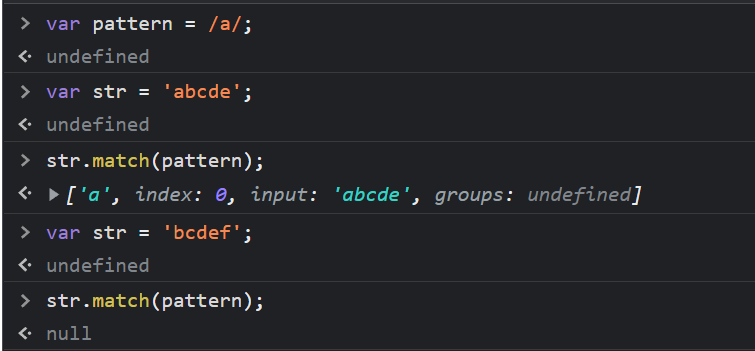 > var pattern = /a/;
< undefined
> var str = 'abcde';
< undefined
> str.match(pattern);
< ▶ ['a', index: 0, input: 'abcde', groups: undefined]
> var str = 'bcdef';
< undefined
> str.match(pattern);
< null